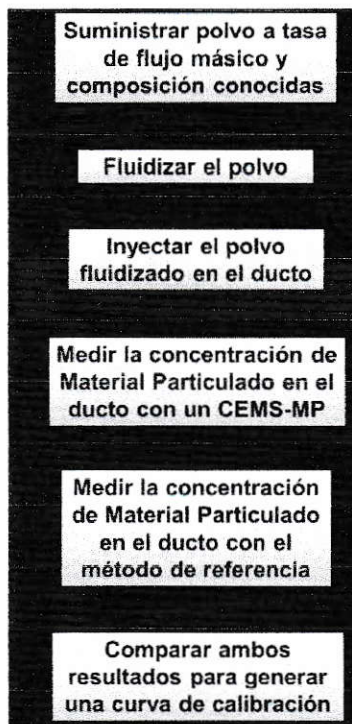 Suministrar polvo a tasa
de flujo másico y
composición conocidas
Fluidizar el polvo
Inyectar el polvo
fluidizado en el ducto
Medir la concentración de
Material Particulado en el
ducto con un CEMS-MP
Medir la concentración
de Material Particulado
en el ducto con el
método de referencia
Comparar ambos
resultados para generar
una curva de calibración